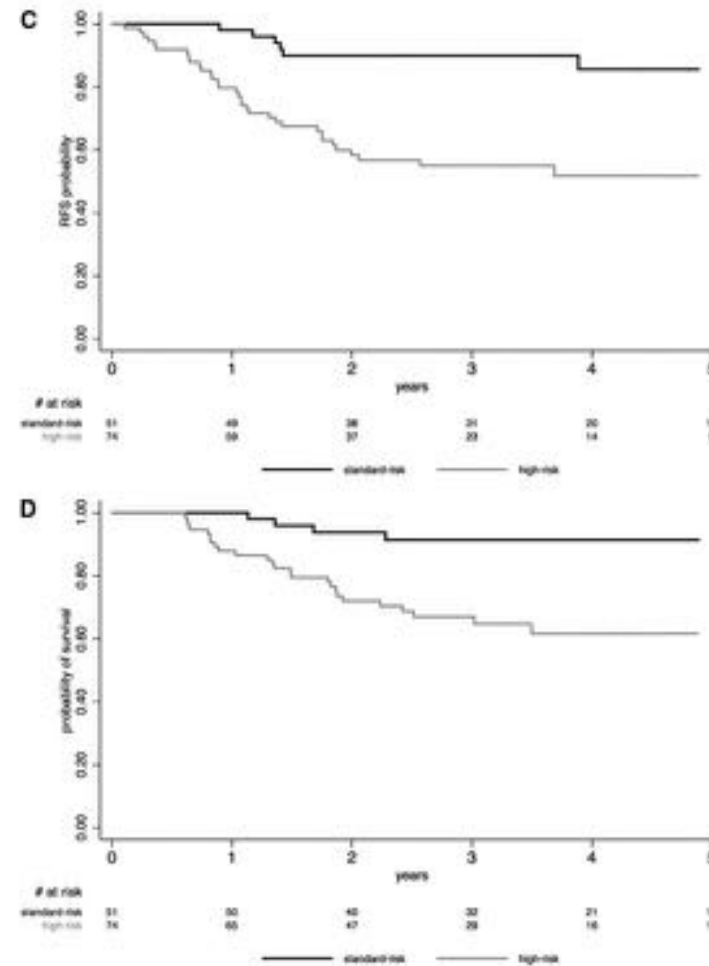 C
RFS probability
1.00
0.80
0.60
0.40
0.20
0.00
0 1 2 3 4 5
years
# at risk
standard-risk 51 49 38 31 20
high-risk 74 59 37 23 14
standard-risk high-risk
D
probability of survival
1.00
0.80
0.60
0.40
0.20
0.00
0 1 2 3 4 5
years
# at risk
standard-risk 51 50 40 32 21
high-risk 74 65 47 28 16
standard-risk high-risk